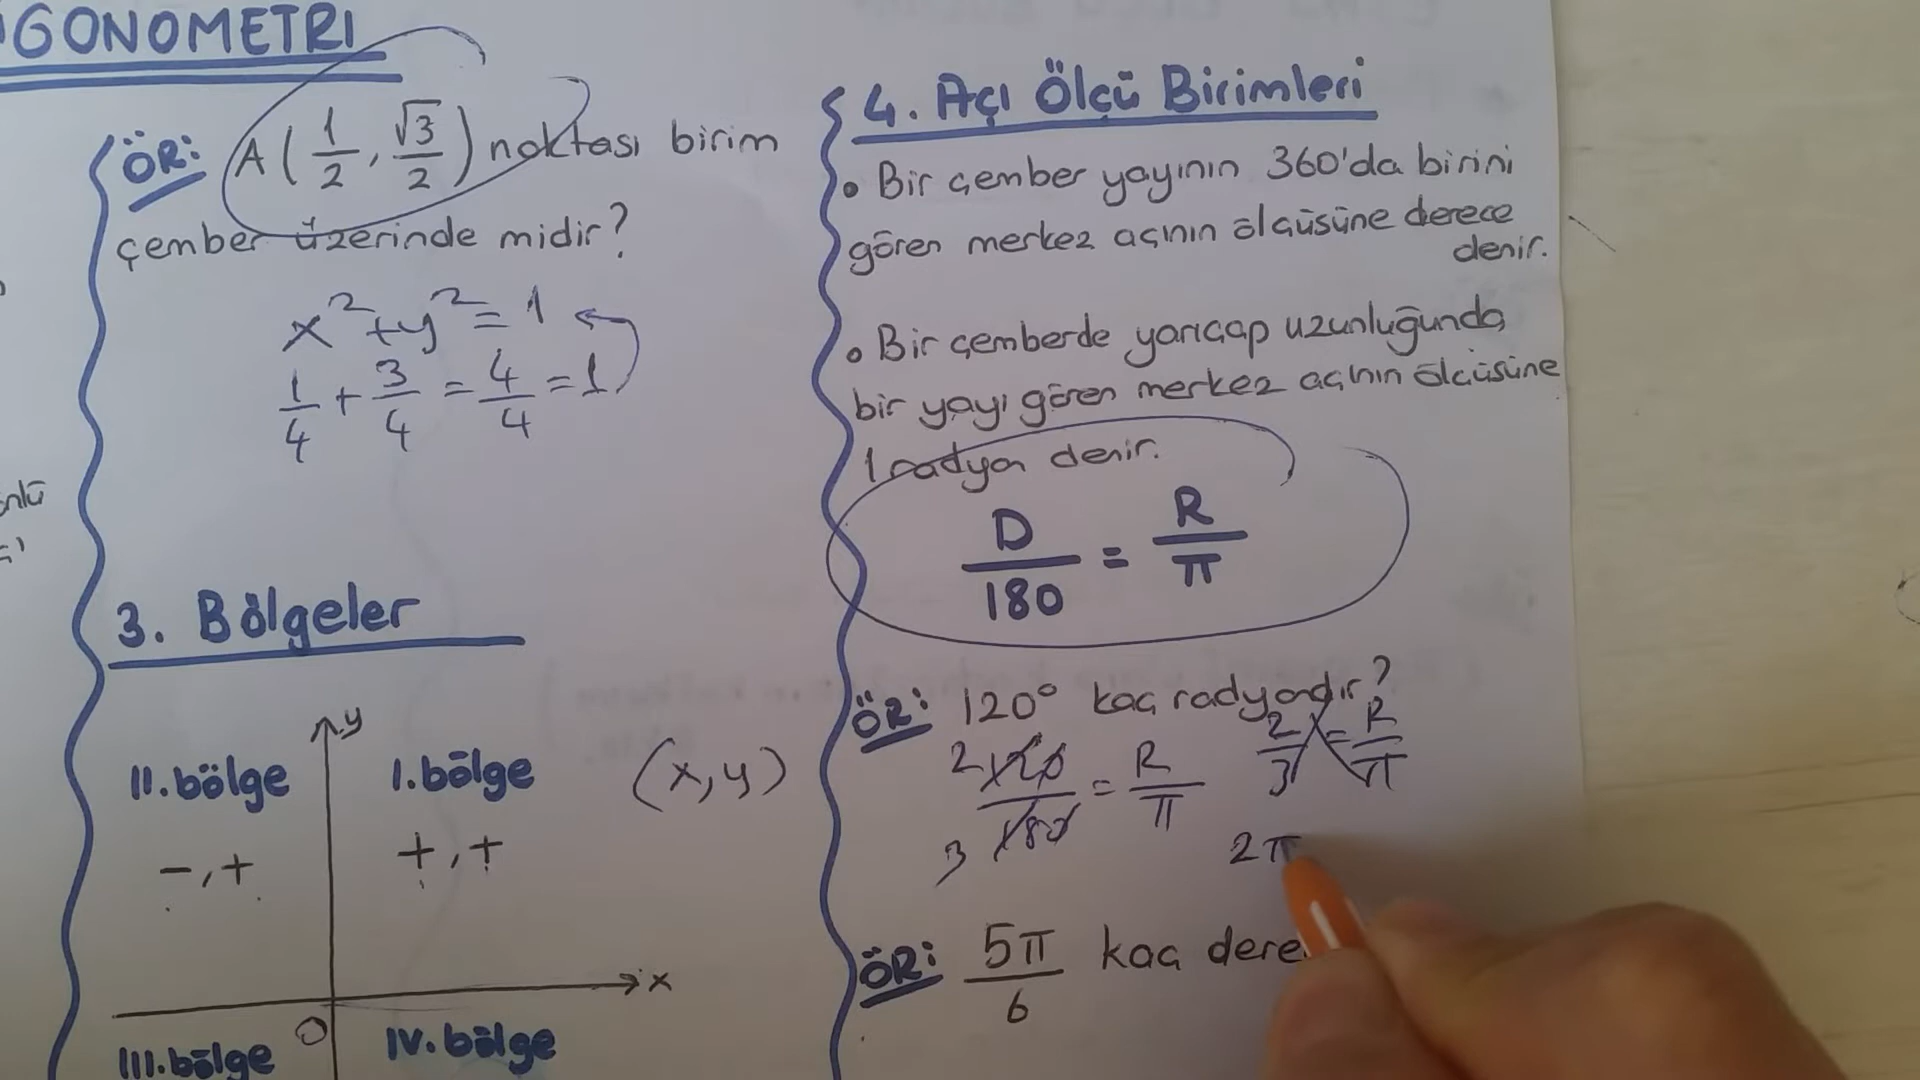 GONOMETRİ
ÖR: A(1/2, √3/2) noktası birim
çember üzerinde midir?
x² + y² = 1
1/4 + 3/4 = 4/4 = 1
3. Bölgeler
y
II.bölge
I.bölge
(x,y)
-,+
+,+
x
O
III.bölge
IV.bölge
4. Açı Ölçü Birimleri
• Bir çember yayının 360'da birini
gören merkez açının ölçüsüne derece
denir.
• Bir çemberde yarıçap uzunluğunda
bir yayı gören merkez açının ölçüsüne
1 radyan denir.
D/180 = R/π
ÖR: 120° kaç radyandır?
2 120/180 = R/π
3
2/3 = R/π
2π
ÖR: 5π/6 kaç dere